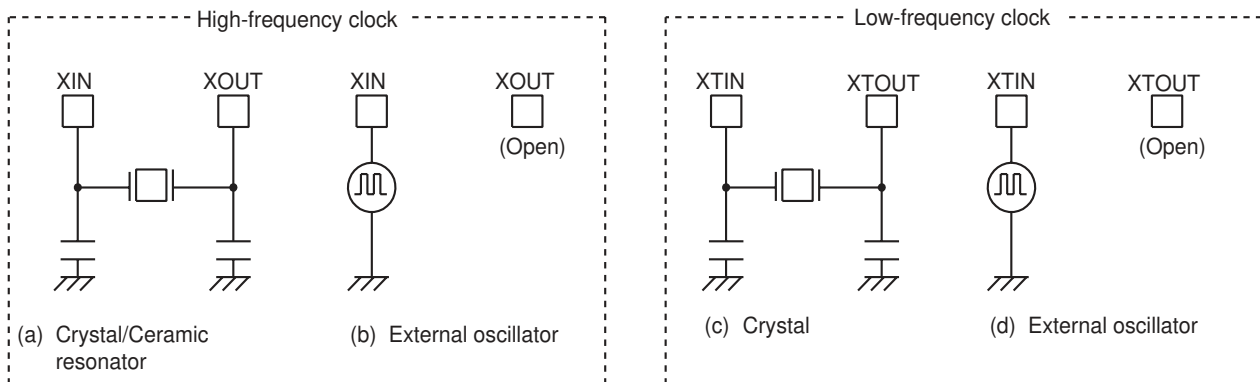 High-frequency clock
XIN XOUT XIN XOUT
(Open)
(a) Crystal/Ceramic
resonator
(b) External oscillator
Low-frequency clock
XTIN XTOUT XTIN XTOUT
(Open)
(c) Crystal
(d) External oscillator